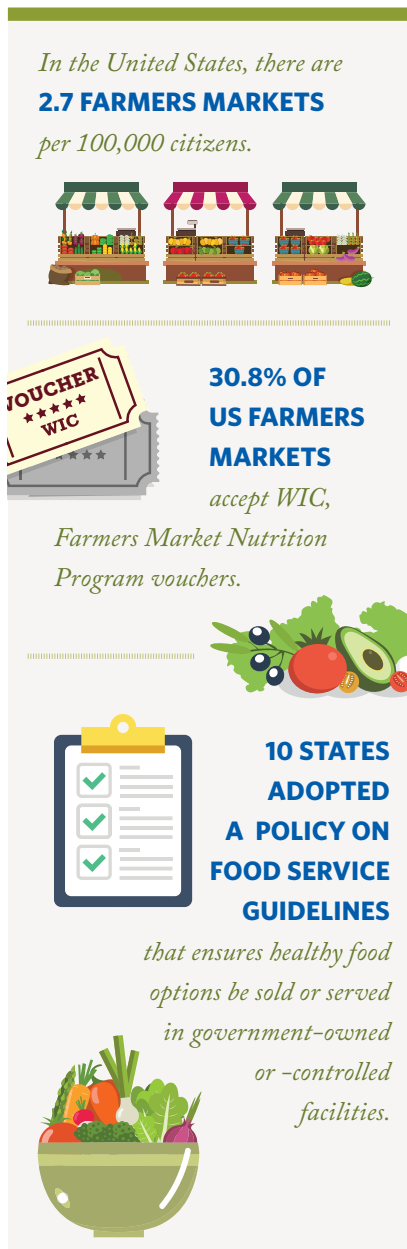 In the United States, there are
2.7 FARMERS MARKETS
per 100,000 citizens.
VOUCHER
WIC
30.8% OF
US FARMERS
MARKETS
accept WIC,
Farmers Market Nutrition
Program vouchers.
10 STATES
ADOPTED
A POLICY ON
FOOD SERVICE
GUIDELINES
that ensures healthy food
options be sold or served
in government-owned
or -controlled
facilities.